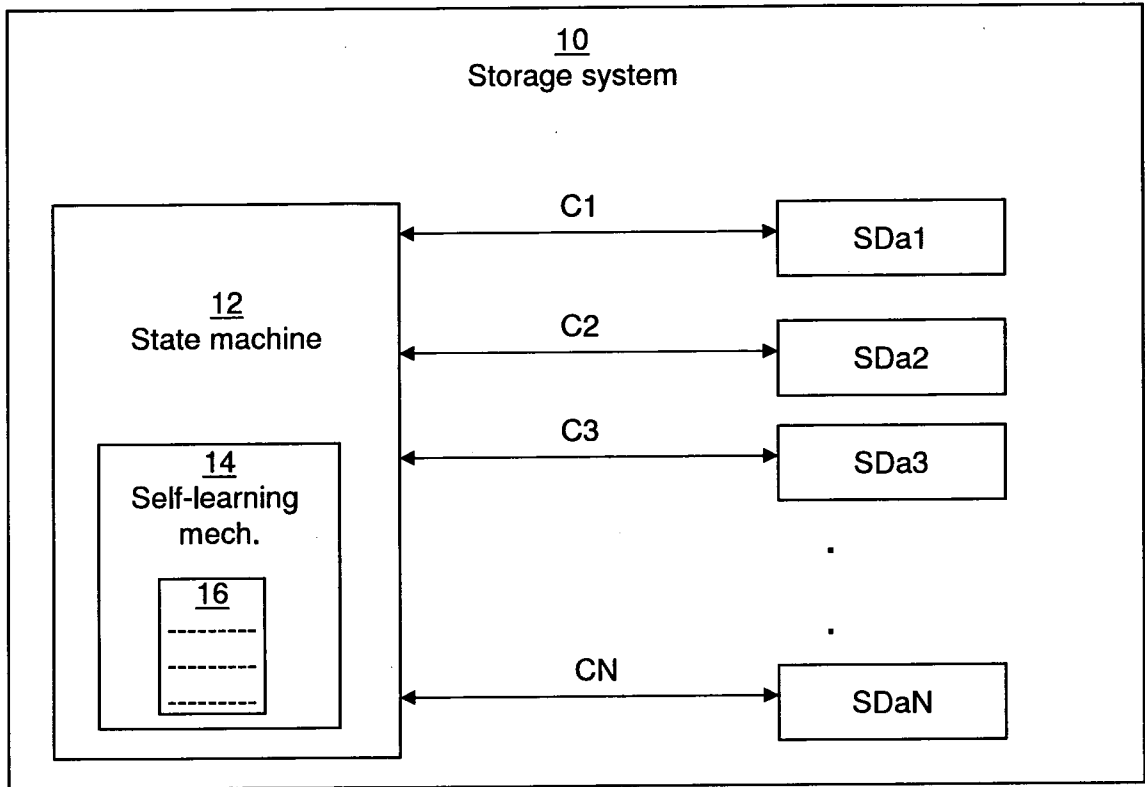 10
Storage system
C1
SDa1
12
State machine
C2
SDa2
C3
SDa3
14
Self-learning
mech.
16
CN
SDaN